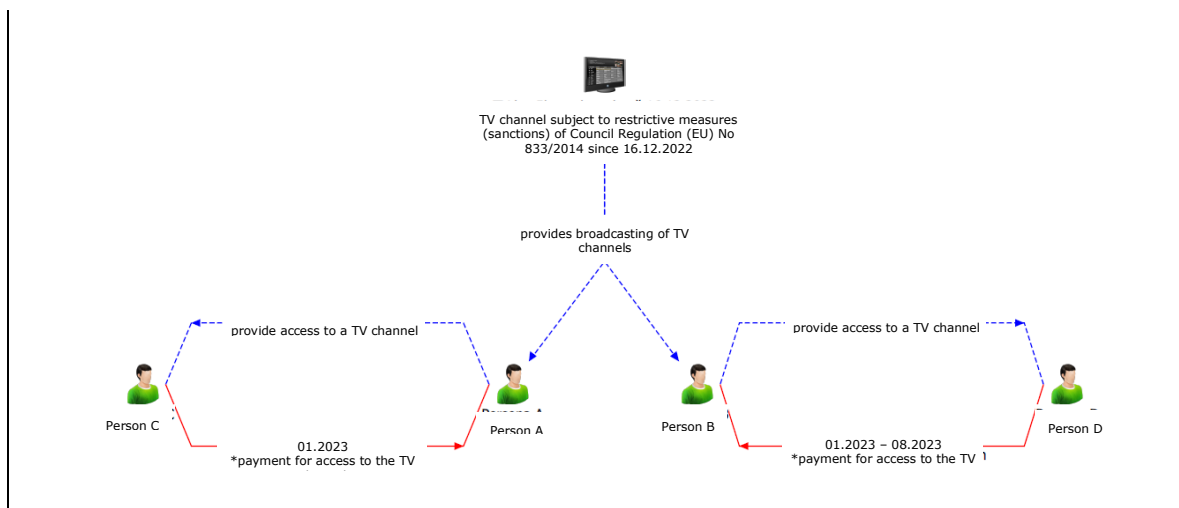 TV channel subject to restrictive measures
(sanctions) of Council Regulation (EU) No
833/2014 since 16.12.2022
provides broadcasting of TV
channels
provide access to a TV channel
provide access to a TV channel
Person C
Person A
Person B
Person D
01.2023
*payment for access to the TV
01.2023 – 08.2023
*payment for access to the TV